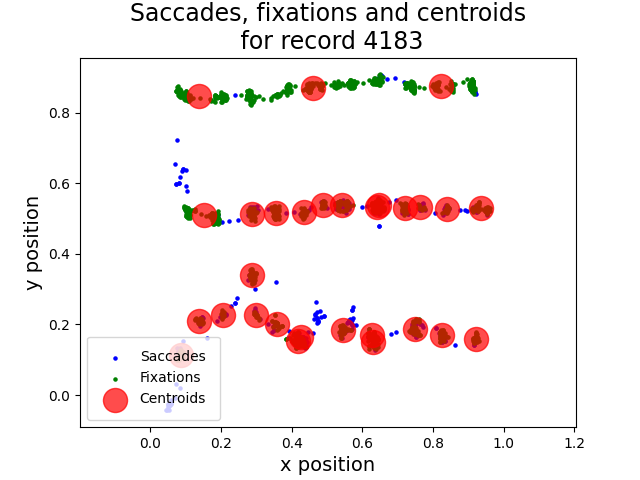 Saccades, fixations and centroids
for record 4183
y position
0.8
0.6
0.4
0.2
0.0
Saccades
Fixations
Centroids
0.0 0.2 0.4 0.6 0.8 1.0 1.2
x position